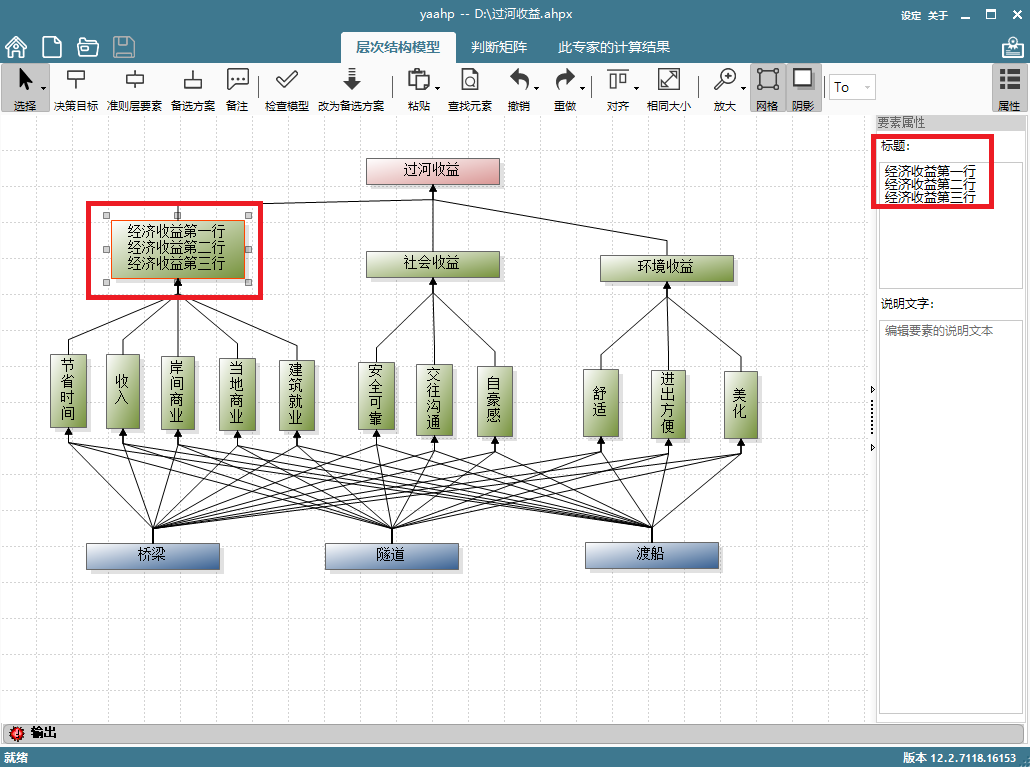 yaahp -- D:\过河收益.ahpx
设定 关于
层次结构模型 判断矩阵 此专家的计算结果
选择 决策目标 准则层要素 备选方案 备注 检查模型 改为备选方案 粘贴 查找元素 撤销 重做 对齐 相同大小 放大 网格 阴影 To 属性
要素属性
标题:
经济收益第一行
经济收益第二行
经济收益第三行
说明文字:
编辑要素的说明文本
过河收益
经济收益第一行
经济收益第二行
经济收益第三行
社会收益
环境收益
节省时间
收入
岸间商业
当地商业
建筑就业
安全可靠
交往沟通
自豪感
舒适
进出方便
美化
桥梁
隧道
渡船
输出
就绪
版本 12.2.7118.16153